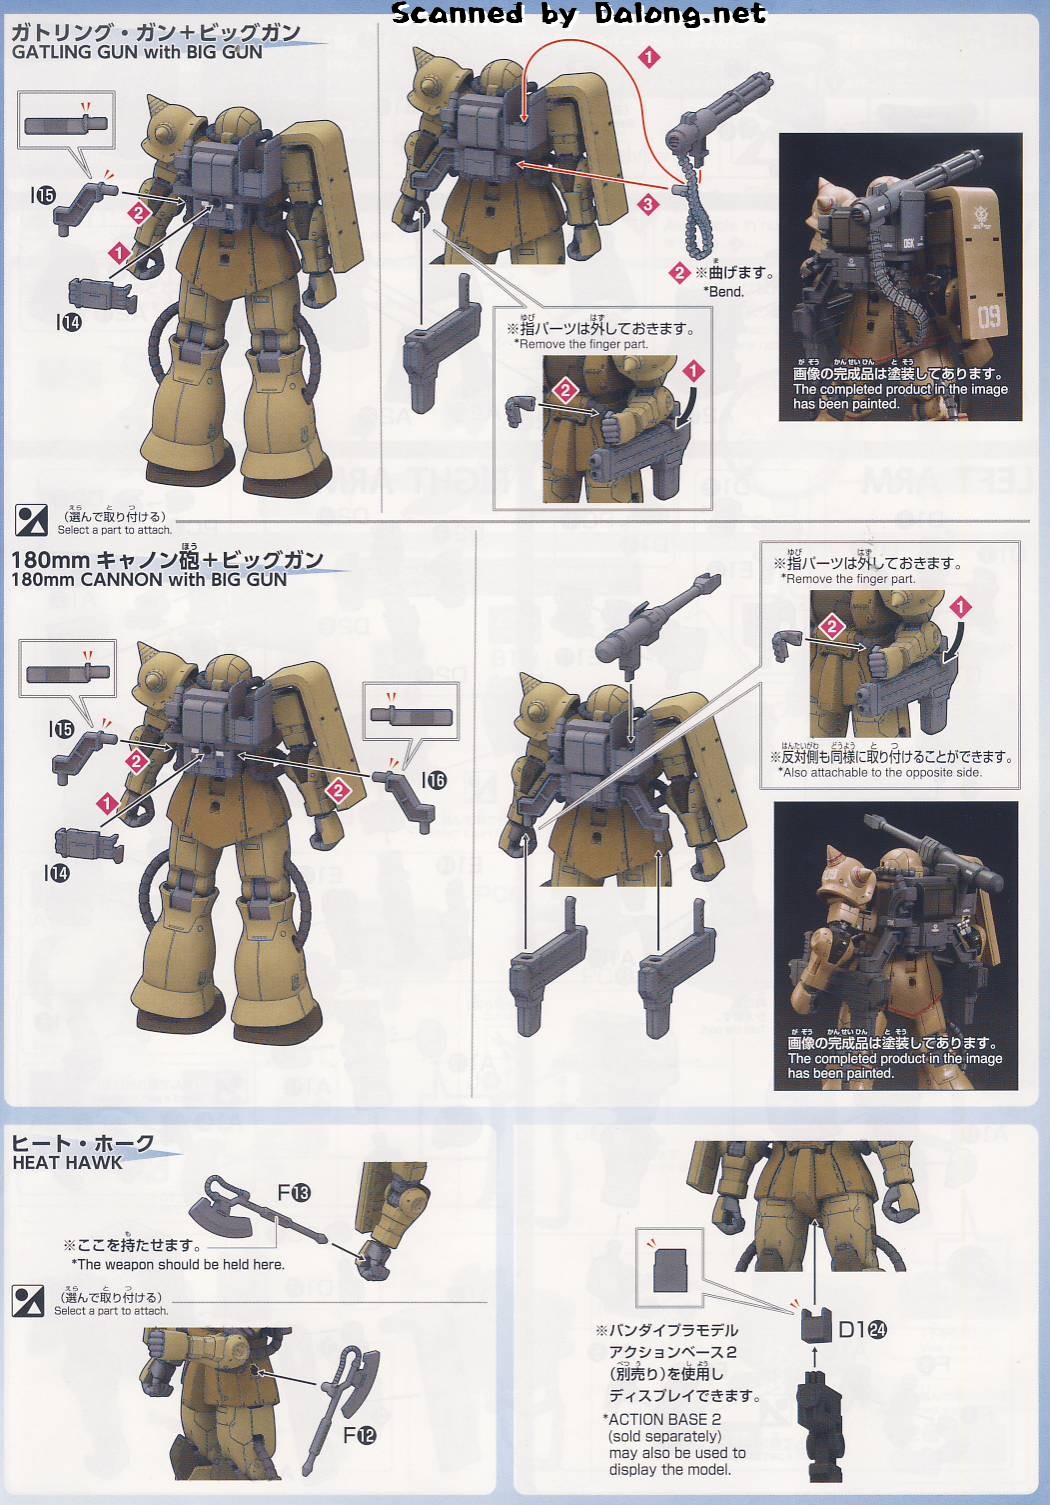 Scanned by Dalong.net
ガトリング・ガン＋ビッグガン
GATLING GUN with BIG GUN
I15
2
1
I14
1
3
2
※曲げます。
*Bend.
※指パーツは外しておきます。
*Remove the finger part.
2
1
06K
09
画像の完成品は塗装してあります。
The completed product in the image
has been painted.
（選んで取り付ける）
Select a part to attach.
180mm キャノン砲＋ビッグガン
180mm CANNON with BIG GUN
I15
2
1
I14
I16
2
※指パーツは外しておきます。
*Remove the finger part.
2
1
※反対側も同様に取り付けることができます。
*Also attachable to the opposite side.
画像の完成品は塗装してあります。
The completed product in the image
has been painted.
ヒート・ホーク
HEAT HAWK
F13
※ここを持たせます。
*The weapon should be held here.
（選んで取り付ける）
Select a part to attach.
F12
D1 24
※バンダイプラモデル
アクションベース2
（別売り）を使用し
ディスプレイできます。
*ACTION BASE 2
(sold separately)
may also be used to
display the model.